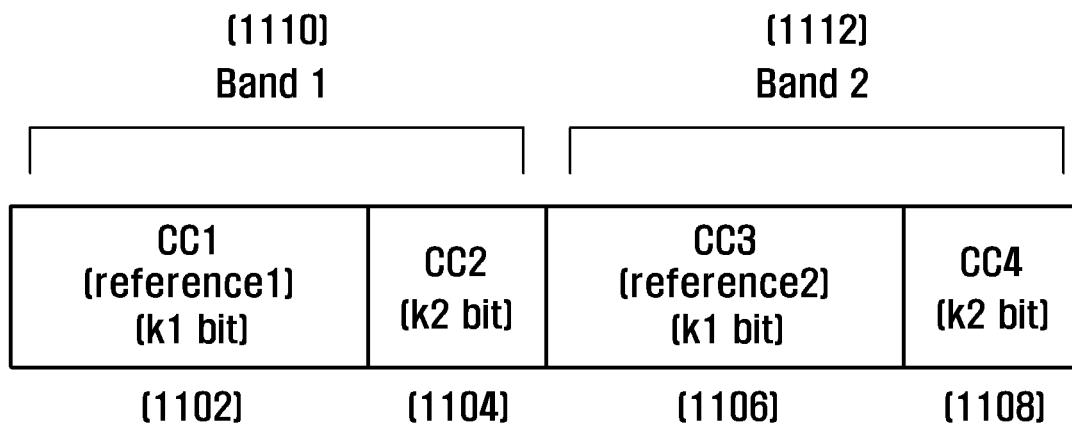 (1110)
Band 1
(1112)
Band 2
CC1
(reference1)
(k1 bit)
CC2
(k2 bit)
CC3
(reference2)
(k1 bit)
CC4
(k2 bit)
(1102)
(1104)
(1106)
(1108)